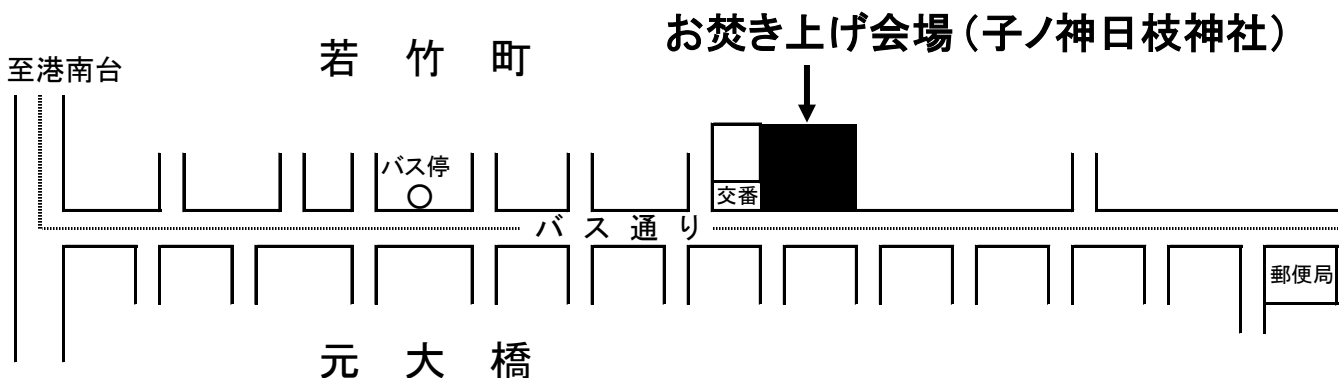 お焚き上げ会場（子ノ神日枝神社）
若竹町
至港南台
バス停
交番
バス通り
郵便局
元大橋